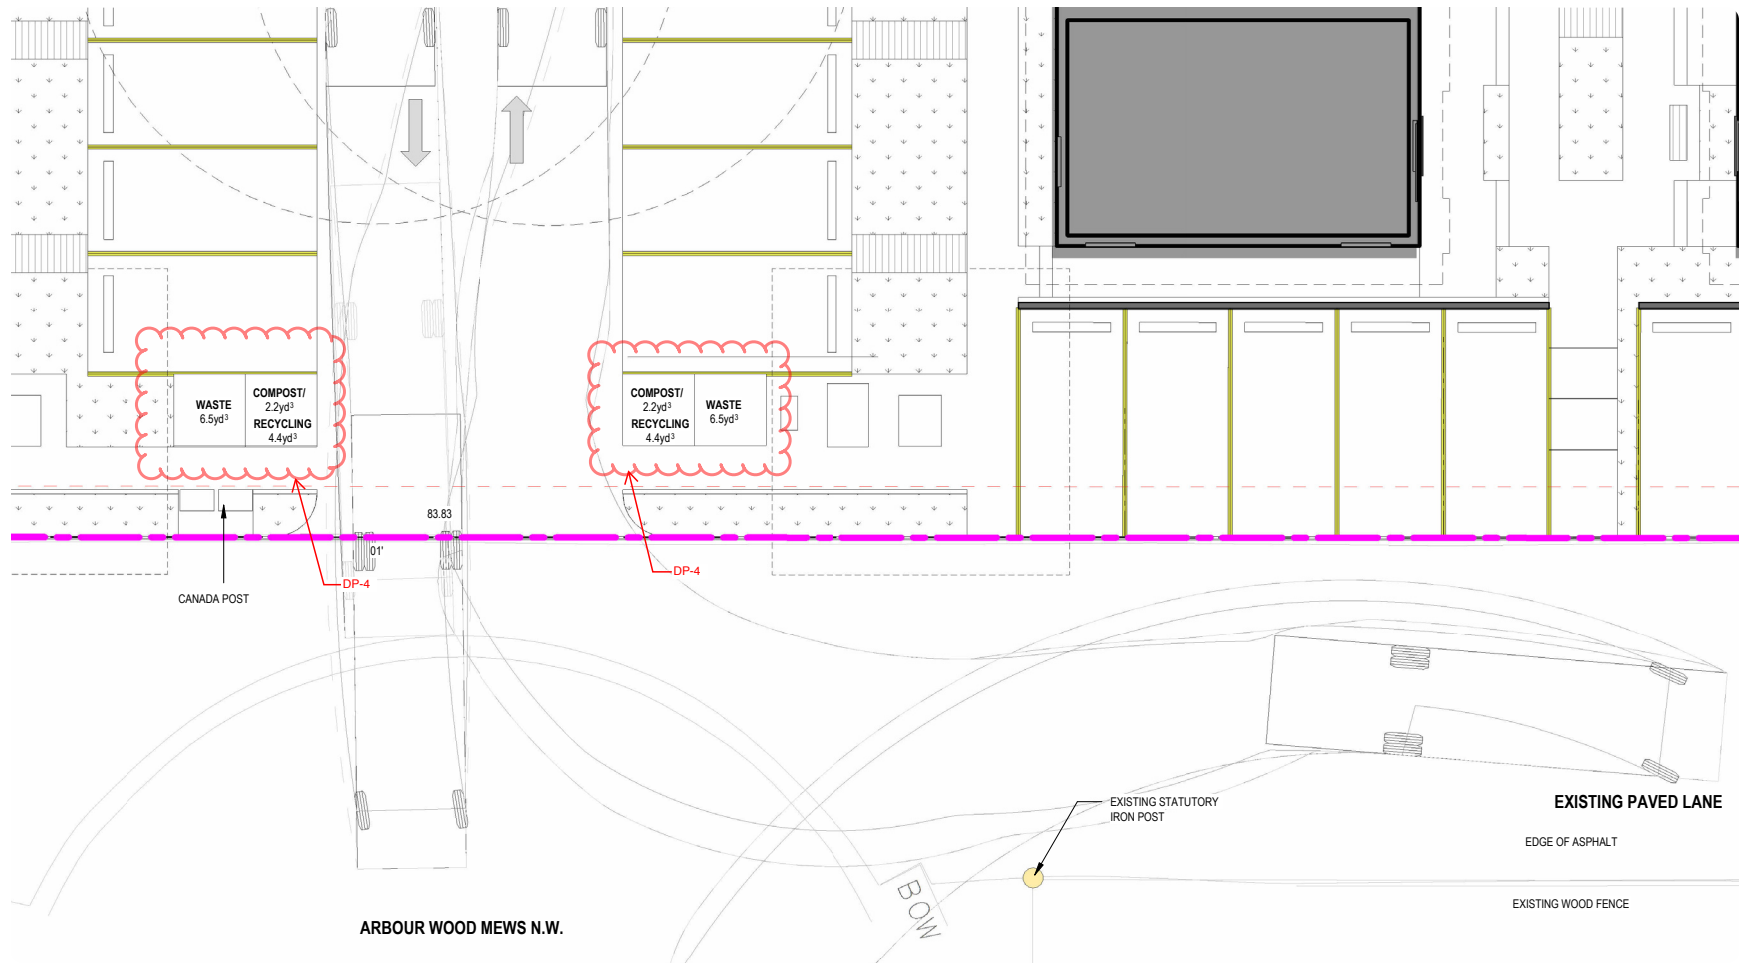 WASTE
6.5yd³
COMPOST/
2.2yd³
RECYCLING
4.4yd³
COMPOST/
2.2yd³
RECYCLING
4.4yd³
WASTE
6.5yd³
83.83
01'
DP-4
DP-4
CANADA POST
EXISTING STATUTORY
IRON POST
EXISTING PAVED LANE
EDGE OF ASPHALT
BOW
EXISTING WOOD FENCE
ARBOUR WOOD MEWS N.W.